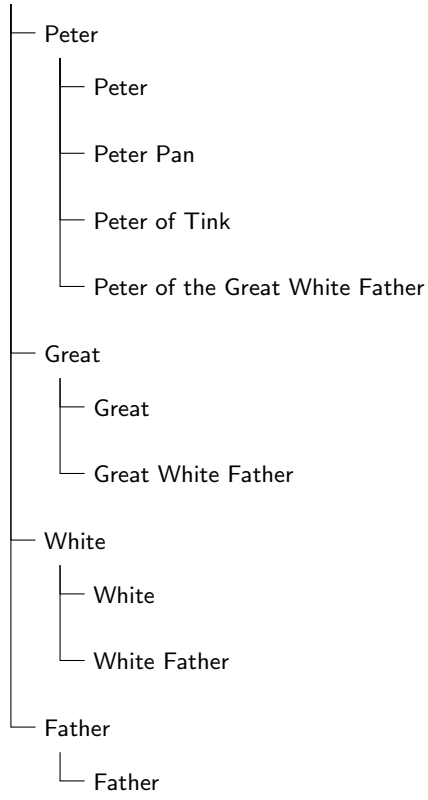 Peter
Peter
Peter Pan
Peter of Tink
Peter of the Great White Father
Great
Great
Great White Father
White
White
White Father
Father
Father